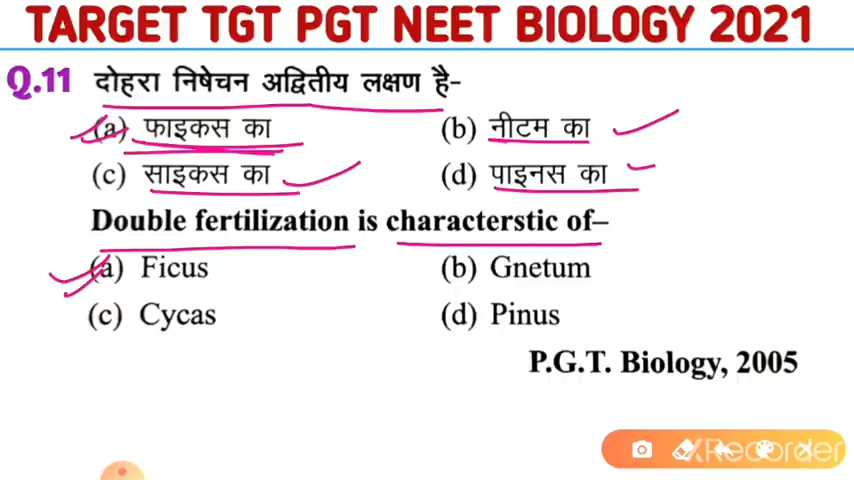 TARGET TGT PGT NEET BIOLOGY 2021
Q.11 दोहरा निषेचन अद्वितीय लक्षण है-
(a) फाइकस का (b) नीटम का
(c) साइकस का (d) पाइनस का
Double fertilization is characterstic of–
(a) Ficus (b) Gnetum
(c) Cycas (d) Pinus
P.G.T. Biology, 2005
XRecorder